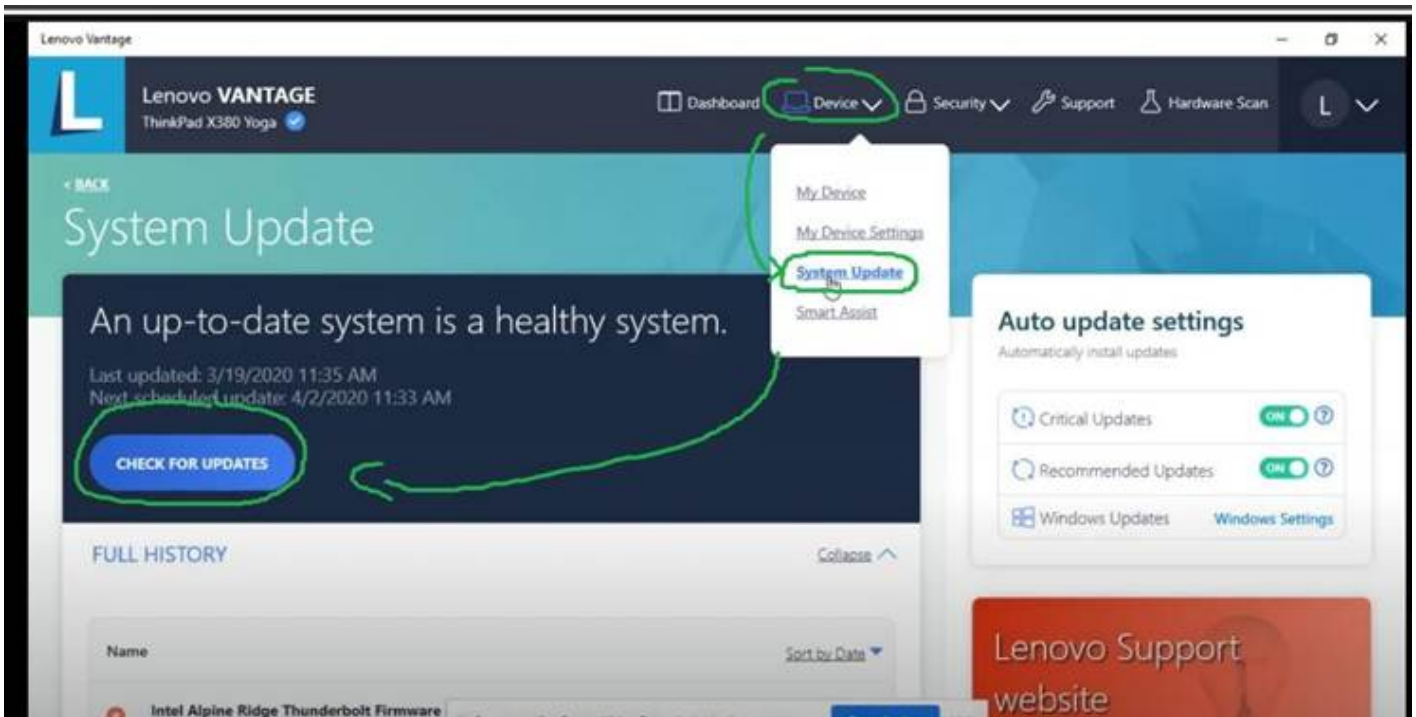 Lenovo Vantage
Lenovo VANTAGE
ThinkPad X380 Yoga
Dashboard
Device
Security
Support
Hardware Scan
L
< BACK
System Update
My Device
My Device Settings
System Update
Smart Assist
An up-to-date system is a healthy system.
Last updated: 3/19/2020 11:35 AM
Next scheduled update: 4/2/2020 11:33 AM
CHECK FOR UPDATES
Auto update settings
Automatically install updates
Critical Updates
ON
Recommended Updates
ON
Windows Updates
Windows Settings
FULL HISTORY
Collapse
Name
Sort by Date
Intel Alpine Ridge Thunderbolt Firmware
Lenovo Support
website